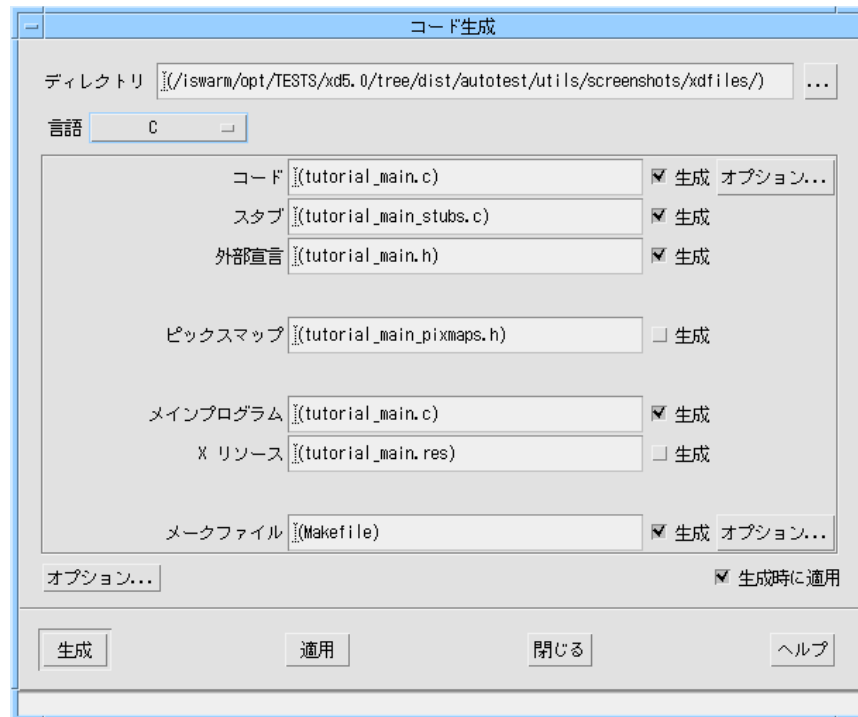 コード生成
ディレクトリ (/iswarm/opt/TESTS/xd5.0/tree/dist/autotest/utils/screenshots/xdfiles/) ...
言語 C
コード (tutorial_main.c) 生成 オプション...
スタブ (tutorial_main_stubs.c) 生成
外部宣言 (tutorial_main.h) 生成
ピックスマップ (tutorial_main_pixmaps.h) 生成
メインプログラム (tutorial_main.c) 生成
X リソース (tutorial_main.res) 生成
メークファイル (Makefile) 生成 オプション...
オプション... 生成時に適用
生成 適用 閉じる ヘルプ